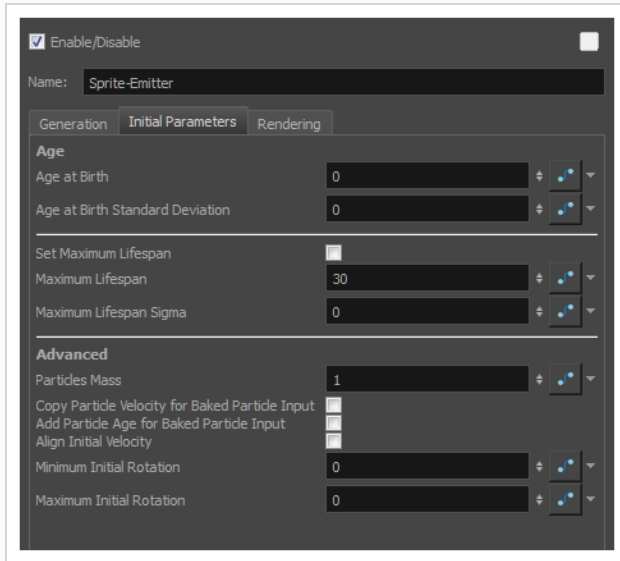 Enable/Disable
Name: Sprite-Emitter
Generation Initial Parameters Rendering
Age
Age at Birth 0
Age at Birth Standard Deviation 0
Set Maximum Lifespan
Maximum Lifespan 30
Maximum Lifespan Sigma 0
Advanced
Particles Mass 1
Copy Particle Velocity for Baked Particle Input
Add Particle Age for Baked Particle Input
Align Initial Velocity
Minimum Initial Rotation 0
Maximum Initial Rotation 0